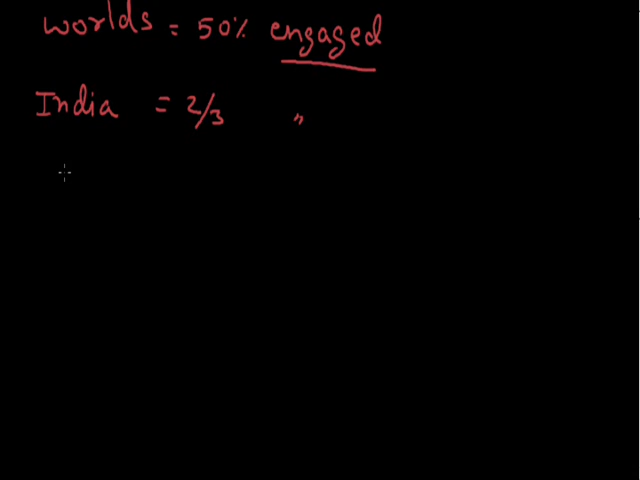 worlds = 50% engaged
India = 2/3 "